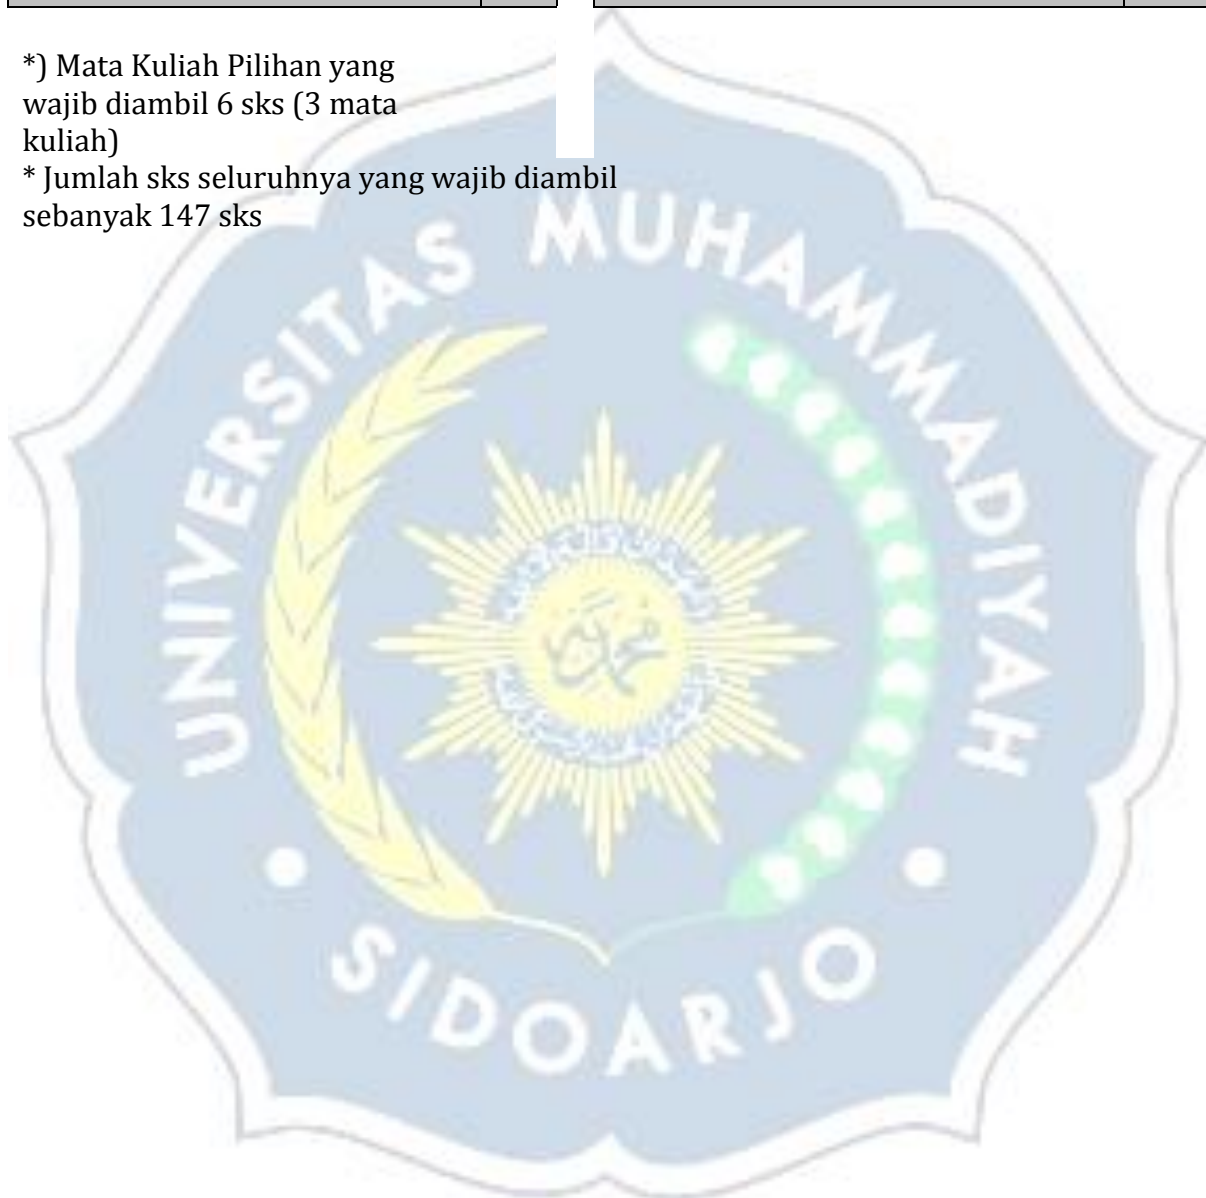 *) Mata Kuliah Pilihan yang
wajib diambil 6 sks (3 mata
kuliah)
* Jumlah sks seluruhnya yang wajib diambil
sebanyak 147 sks
UNIVERSITAS MUHAMMADIYAH
محمدية
SIDOARJO